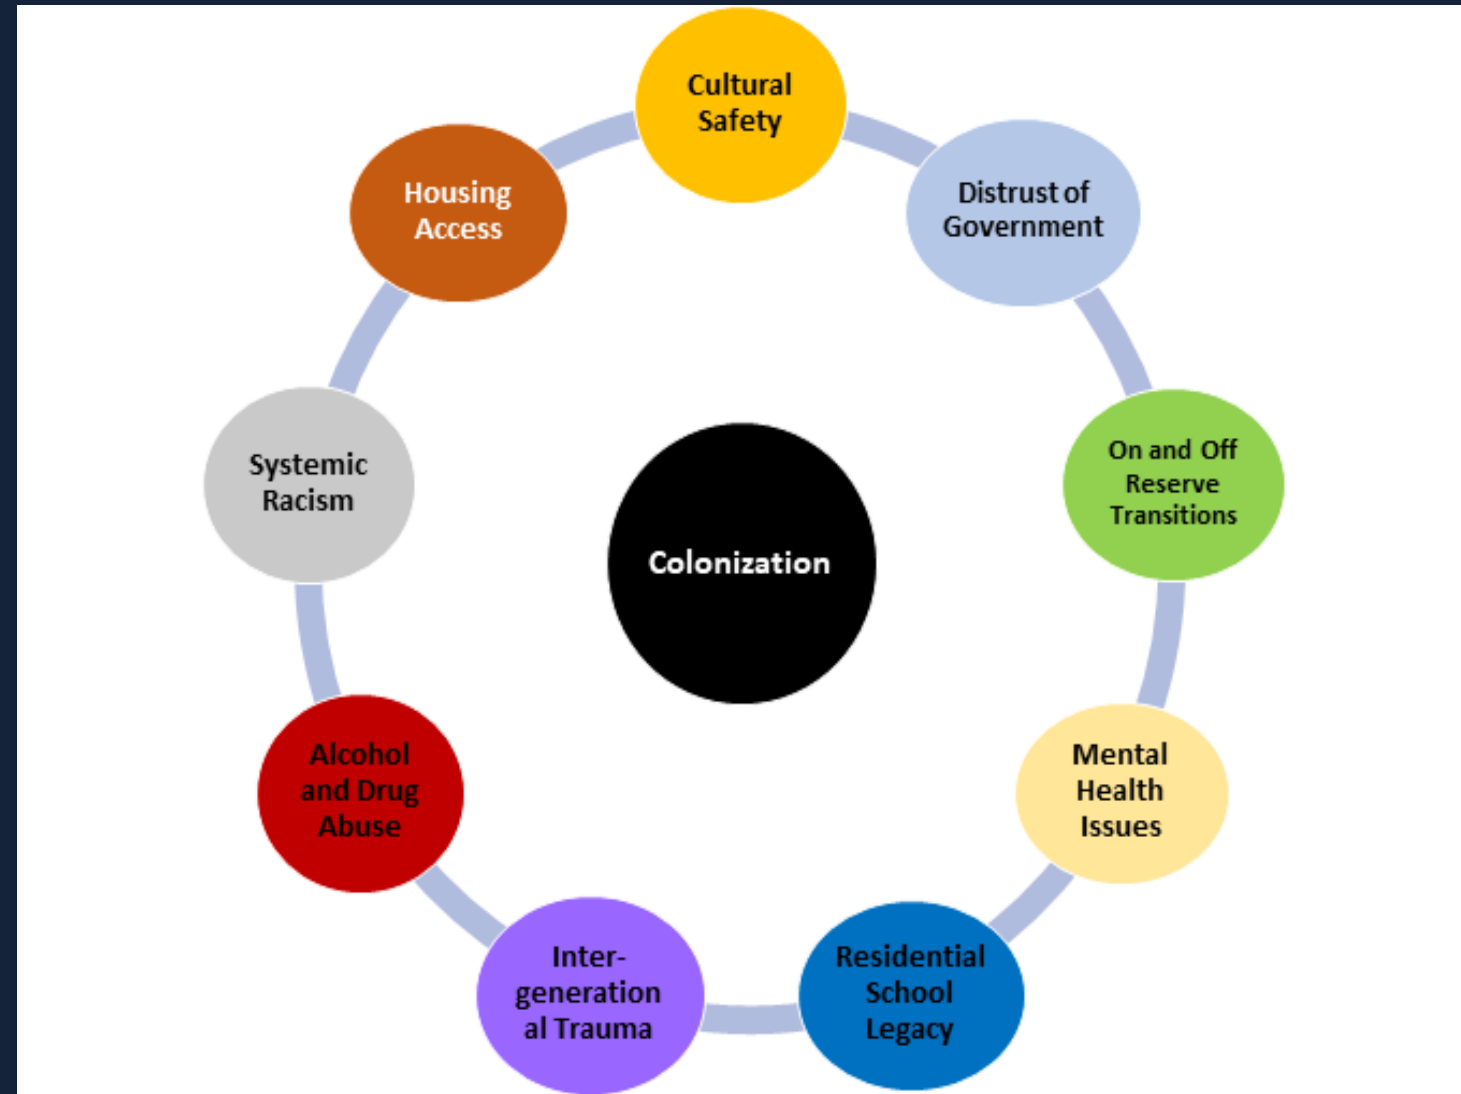 Cultural
Safety
Distrust of
Government
On and Off
Reserve
Transitions
Mental
Health
Issues
Residential
School
Legacy
Inter-
generation
al Trauma
Alcohol
and Drug
Abuse
Systemic
Racism
Housing
Access
Colonization